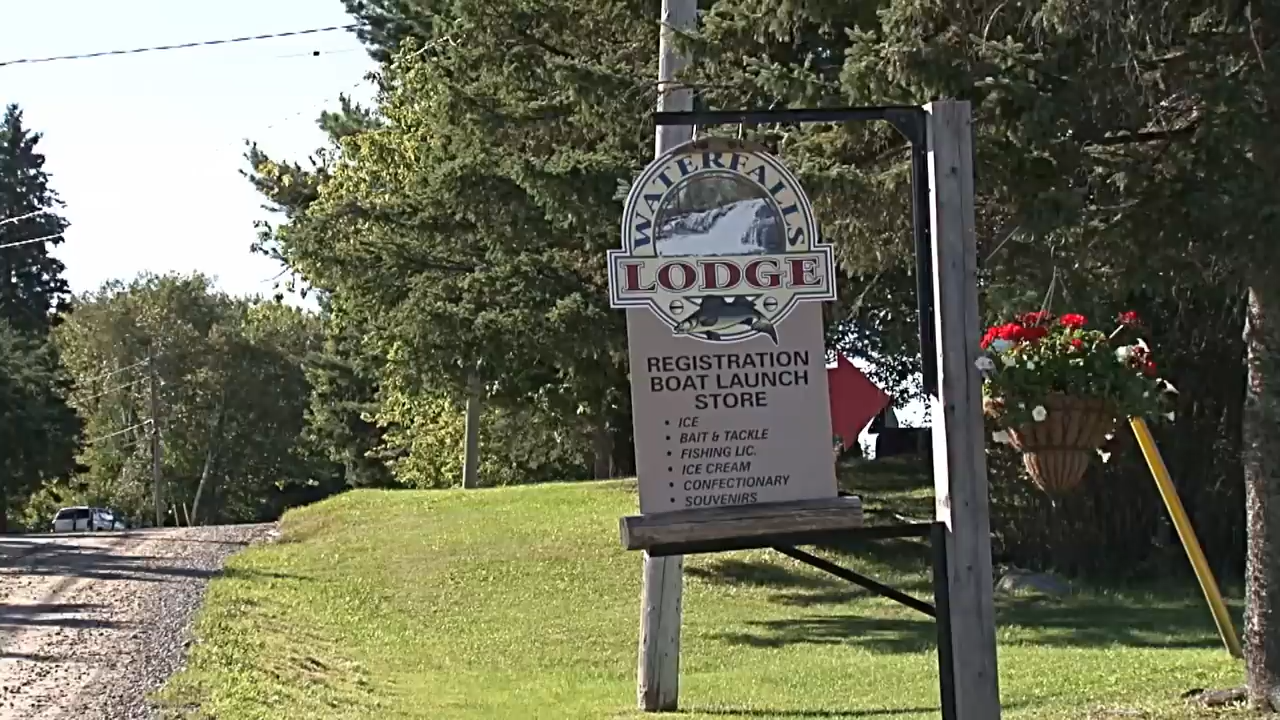 WATERFALLS
LODGE
REGISTRATION
BOAT LAUNCH
STORE
• ICE
• BAIT & TACKLE
• FISHING LIC.
• ICE CREAM
• CONFECTIONARY
• SOUVENIRS